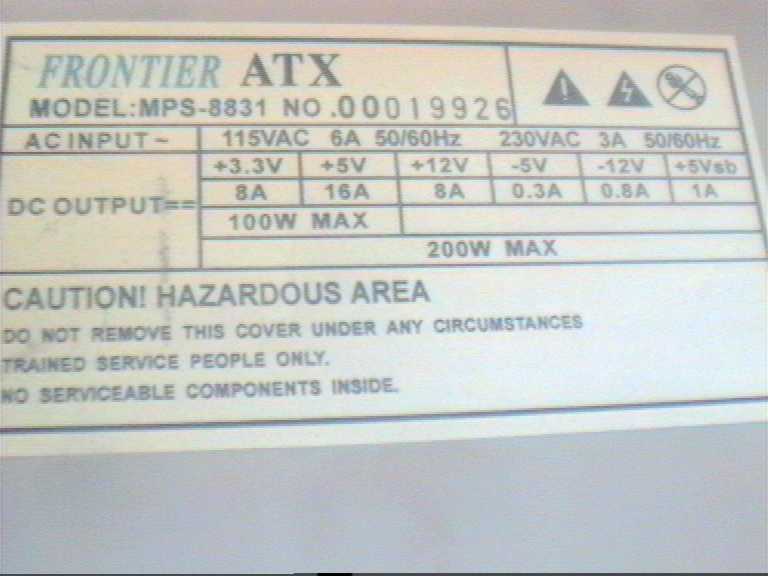 FRONTIER ATX
MODEL:MPS-8831 NO.00019926
AC INPUT~ 115VAC 6A 50/60Hz 230VAC 3A 50/60Hz
+3.3V +5V +12V -5V -12V +5Vsb
DC OUTPUT== 8A 16A 8A 0.3A 0.8A 1A
100W MAX
200W MAX
CAUTION! HAZARDOUS AREA
DO NOT REMOVE THIS COVER UNDER ANY CIRCUMSTANCES
TRAINED SERVICE PEOPLE ONLY.
NO SERVICEABLE COMPONENTS INSIDE.